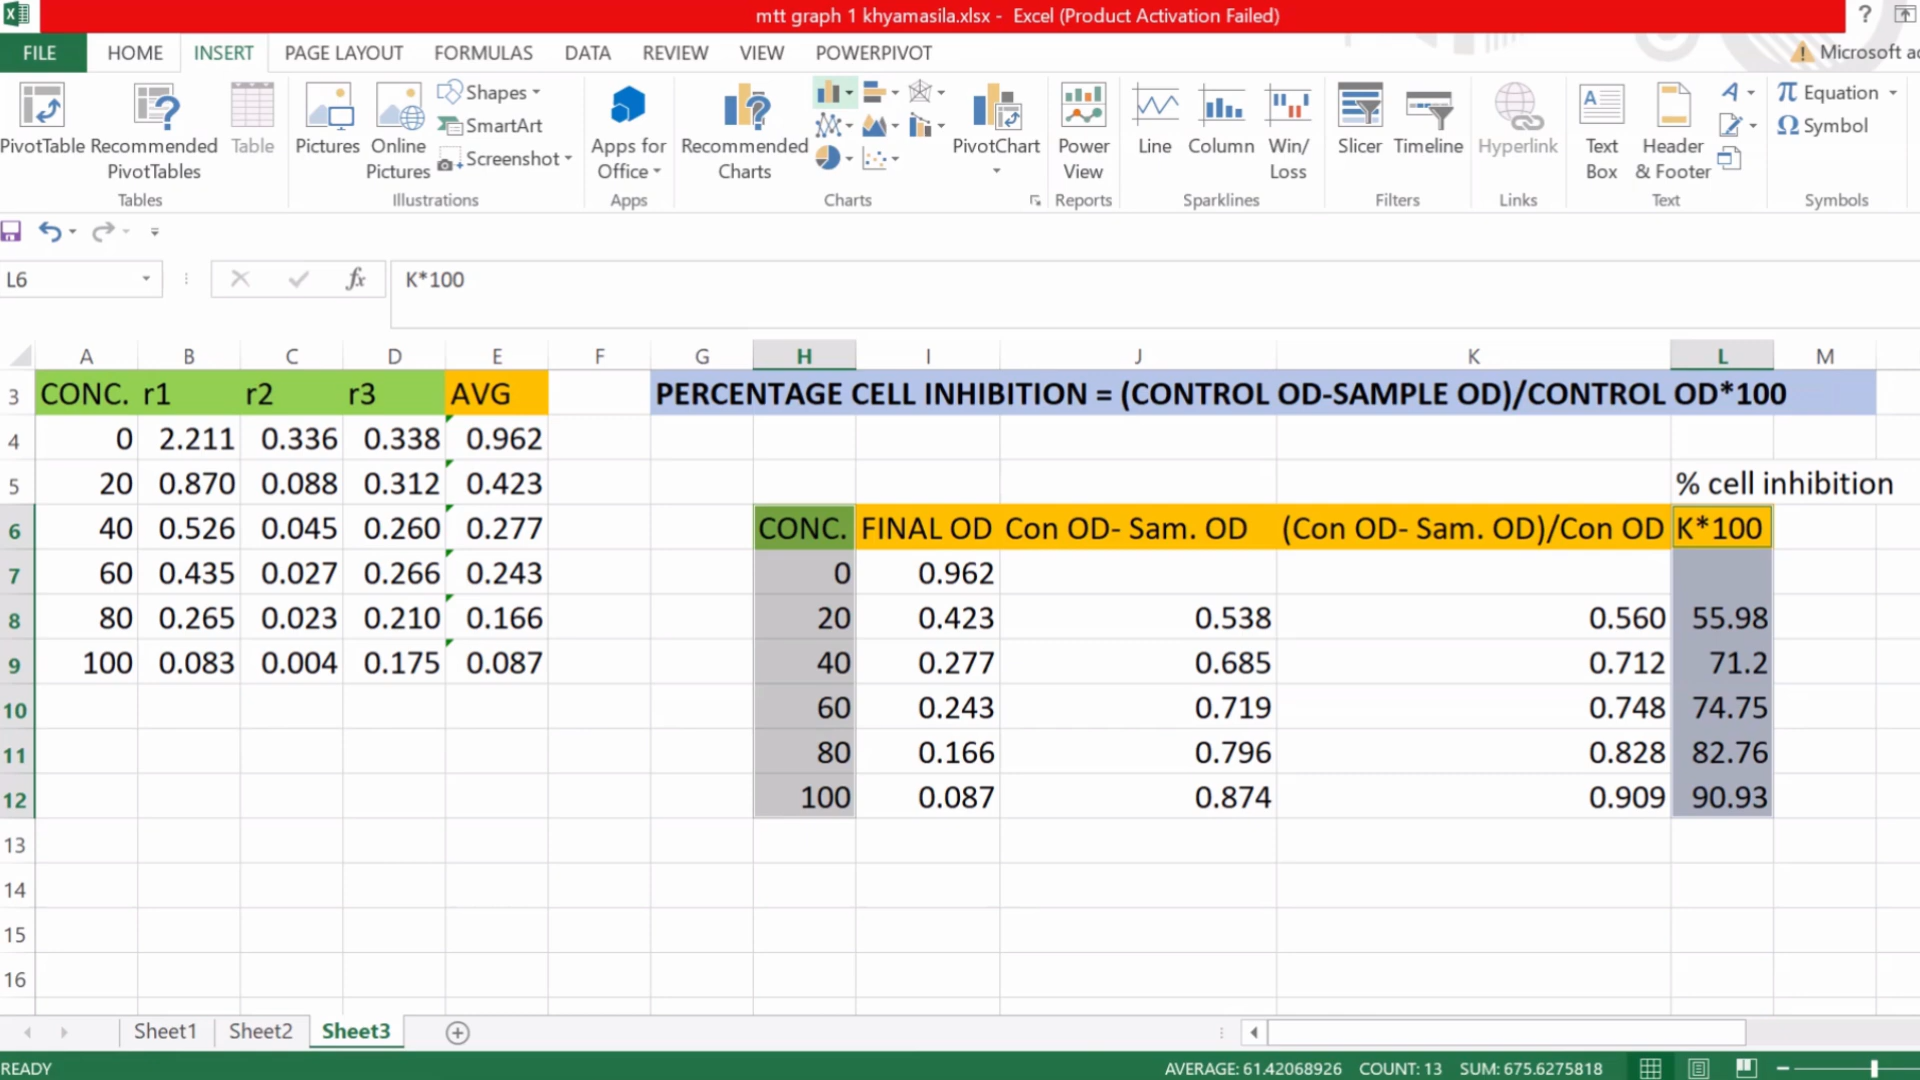 mtt graph 1 khyamasila.xlsx - Excel (Product Activation Failed)
?
FILE HOME INSERT PAGE LAYOUT FORMULAS DATA REVIEW VIEW POWERPIVOT Microsoft ac
PivotTable Recommended PivotTables Table Pictures Online Pictures Shapes SmartArt Screenshot Apps for Office Recommended Charts PivotChart Power View Line Column Win/ Loss Slicer Timeline Hyperlink Text Box Header & Footer Equation Symbol
Tables Illustrations Apps Charts Reports Sparklines Filters Links Text Symbols
L6 fx K*100
A B C D E F G H I J K L M
3 CONC. r1 r2 r3 AVG PERCENTAGE CELL INHIBITION = (CONTROL OD-SAMPLE OD)/CONTROL OD*100
4 0 2.211 0.336 0.338 0.962
5 20 0.870 0.088 0.312 0.423 % cell inhibition
6 40 0.526 0.045 0.260 0.277 CONC. FINAL OD Con OD- Sam. OD (Con OD- Sam. OD)/Con OD K*100
7 60 0.435 0.027 0.266 0.243 0 0.962
8 80 0.265 0.023 0.210 0.166 20 0.423 0.538 0.560 55.98
9 100 0.083 0.004 0.175 0.087 40 0.277 0.685 0.712 71.2
10 60 0.243 0.719 0.748 74.75
11 80 0.166 0.796 0.828 82.76
12 100 0.087 0.874 0.909 90.93
13
14
15
16
Sheet1 Sheet2 Sheet3
READY AVERAGE: 61.42068926 COUNT: 13 SUM: 675.6275818